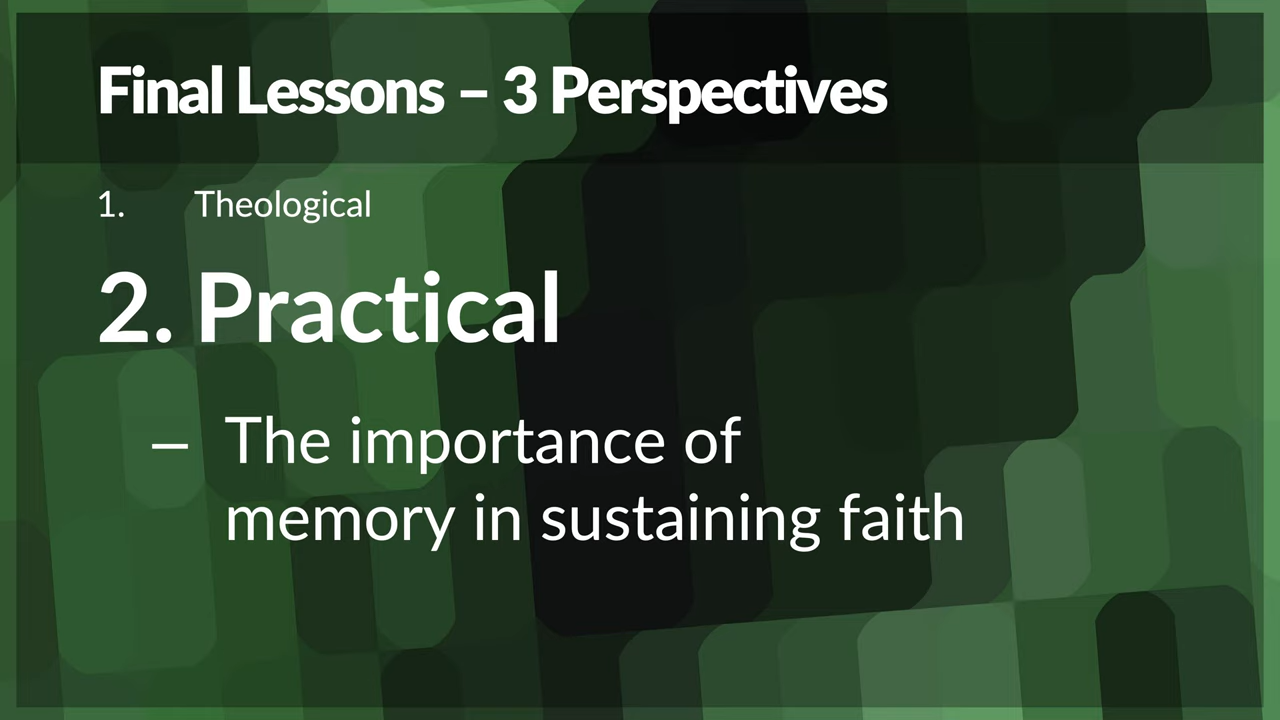 Final Lessons – 3 Perspectives
1. Theological
2. Practical
– The importance of
memory in sustaining faith